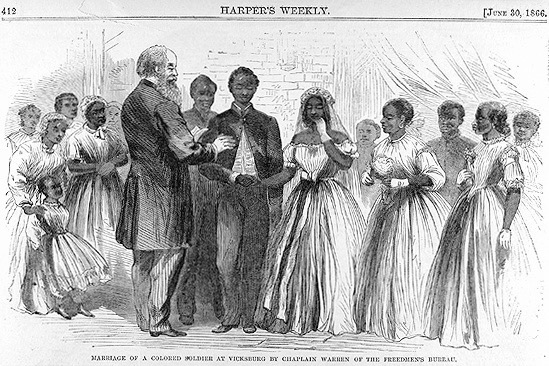 412 HARPER'S WEEKLY. [JUNE 30, 1866.
MARRIAGE OF A COLORED SOLDIER AT VICKSBURG BY CHAPLAIN WARREN OF THE FREEDMEN'S BUREAU.